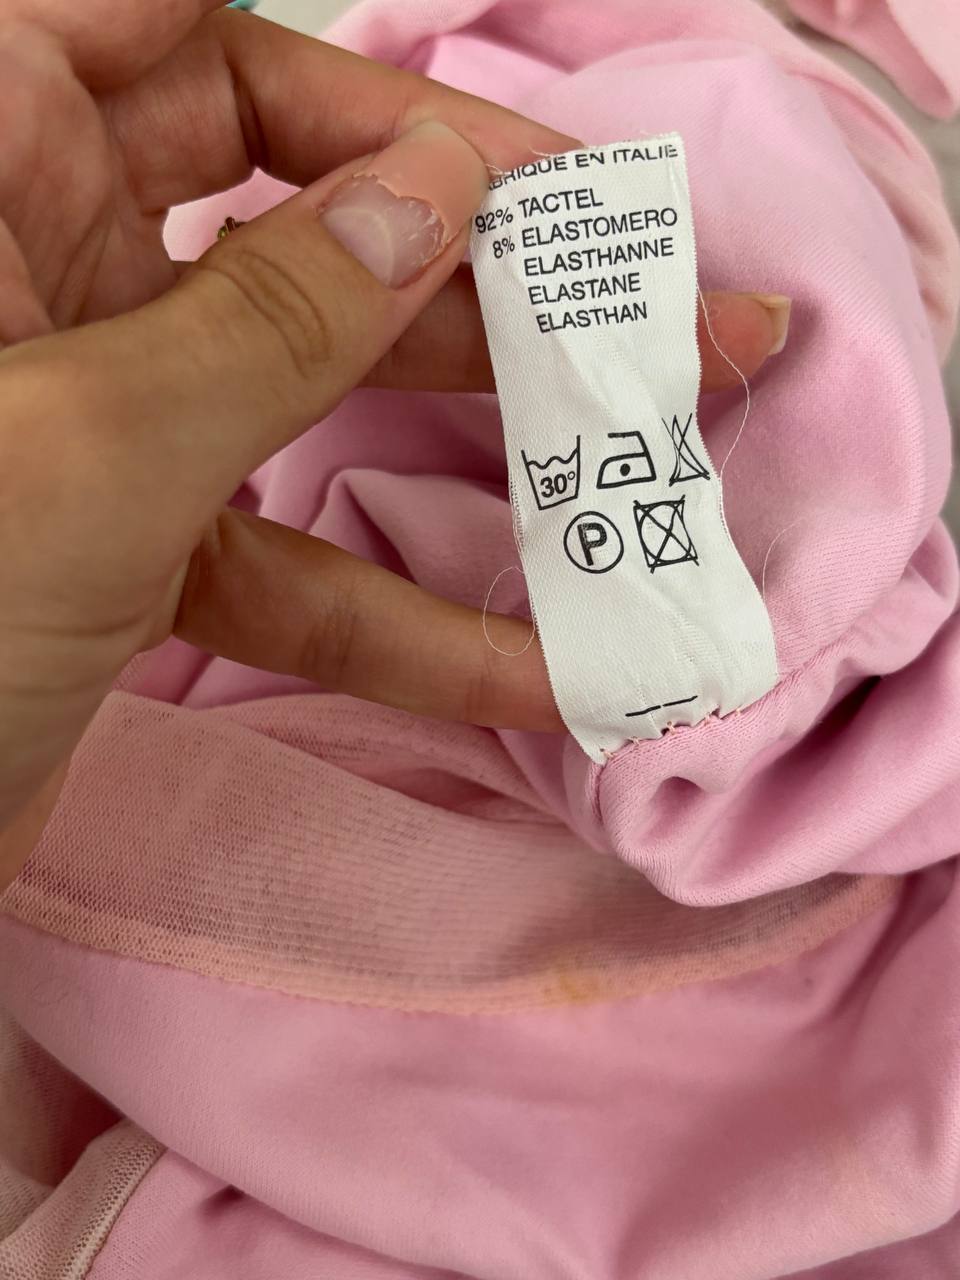 BRIQUE EN ITALIE
92% TACTEL
8% ELASTOMERO
ELASTHANNE
ELASTANE
ELASTHAN
30°
P